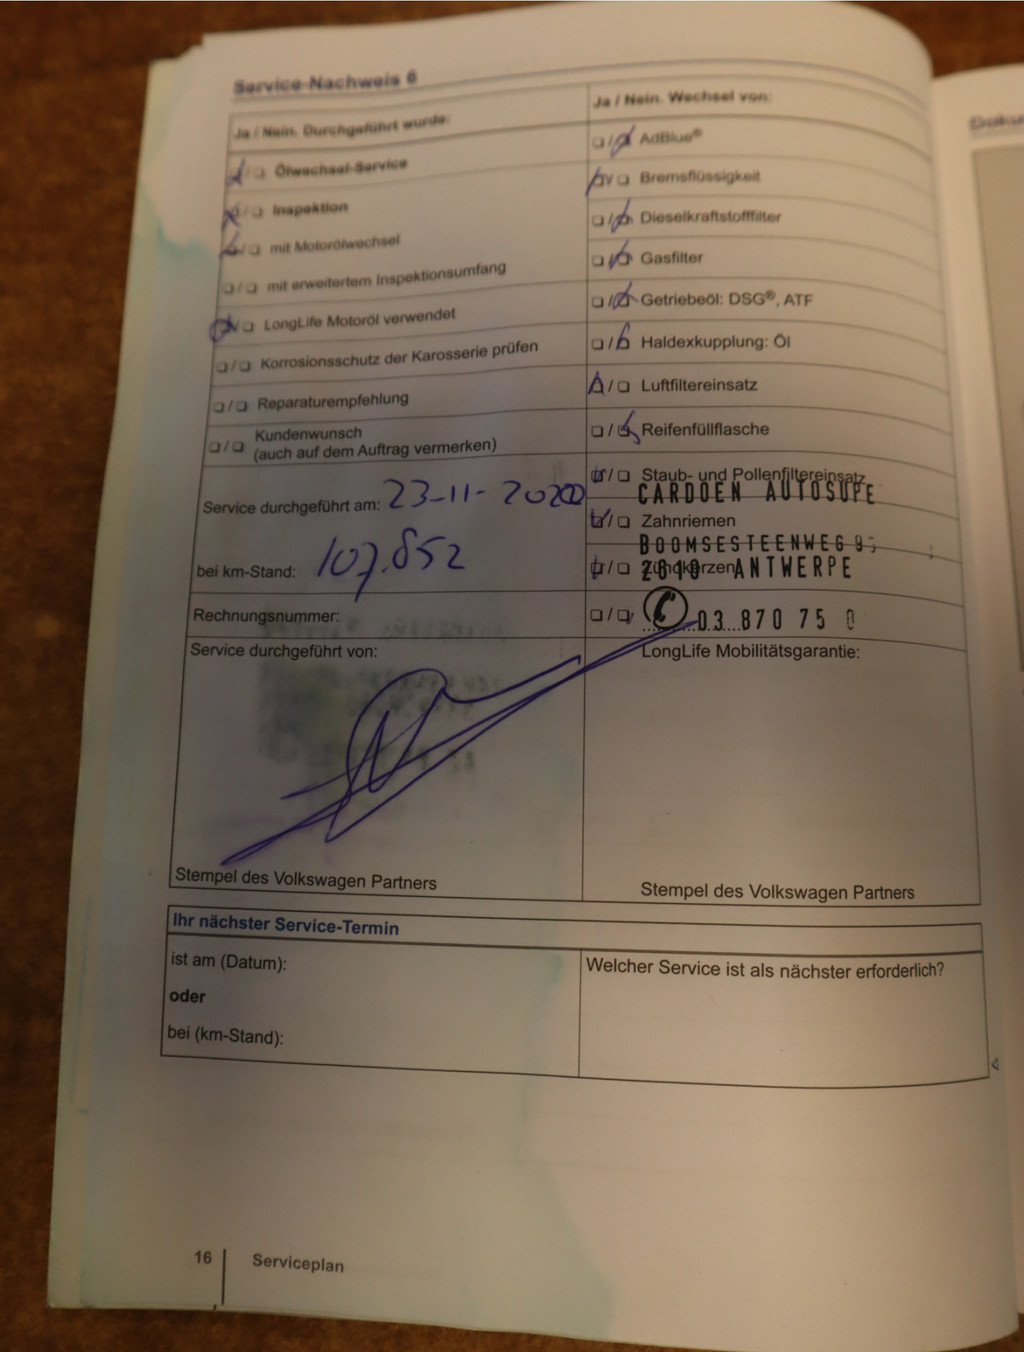 Service-Nachweis 6
Ja / Nein. Durchgeführt wurde:
Ölwechsel-Service
Inspektion
mit Motorölwechsel
mit erweitertem Inspektionsumfang
LongLife Motoröl verwendet
Korrosionsschutz der Karosserie prüfen
Reparaturempfehlung
Kundenwunsch
(auch auf dem Auftrag vermerken)
Service durchgeführt am: 23-11-2020
bei km-Stand: 107.852
Rechnungsnummer:
Service durchgeführt von:
Stempel des Volkswagen Partners
Ja / Nein. Wechsel von:
AdBlue®
Bremsflüssigkeit
Dieselkraftstofffilter
Gasfilter
Getriebeöl: DSG®, ATF
Haldexkupplung: Öl
Luftfiltereinsatz
Reifenfüllflasche
Staub- und Pollenfiltereinsatz
CARDOEN AUTOSUPE
Zahnriemen
BOOMSESTEENWEG
Zündkerzen
2610 ANTWERPE
03 870 75 0
LongLife Mobilitätsgarantie:
Stempel des Volkswagen Partners
Ihr nächster Service-Termin
ist am (Datum):
oder
bei (km-Stand):
Welcher Service ist als nächster erforderlich?
16 Serviceplan